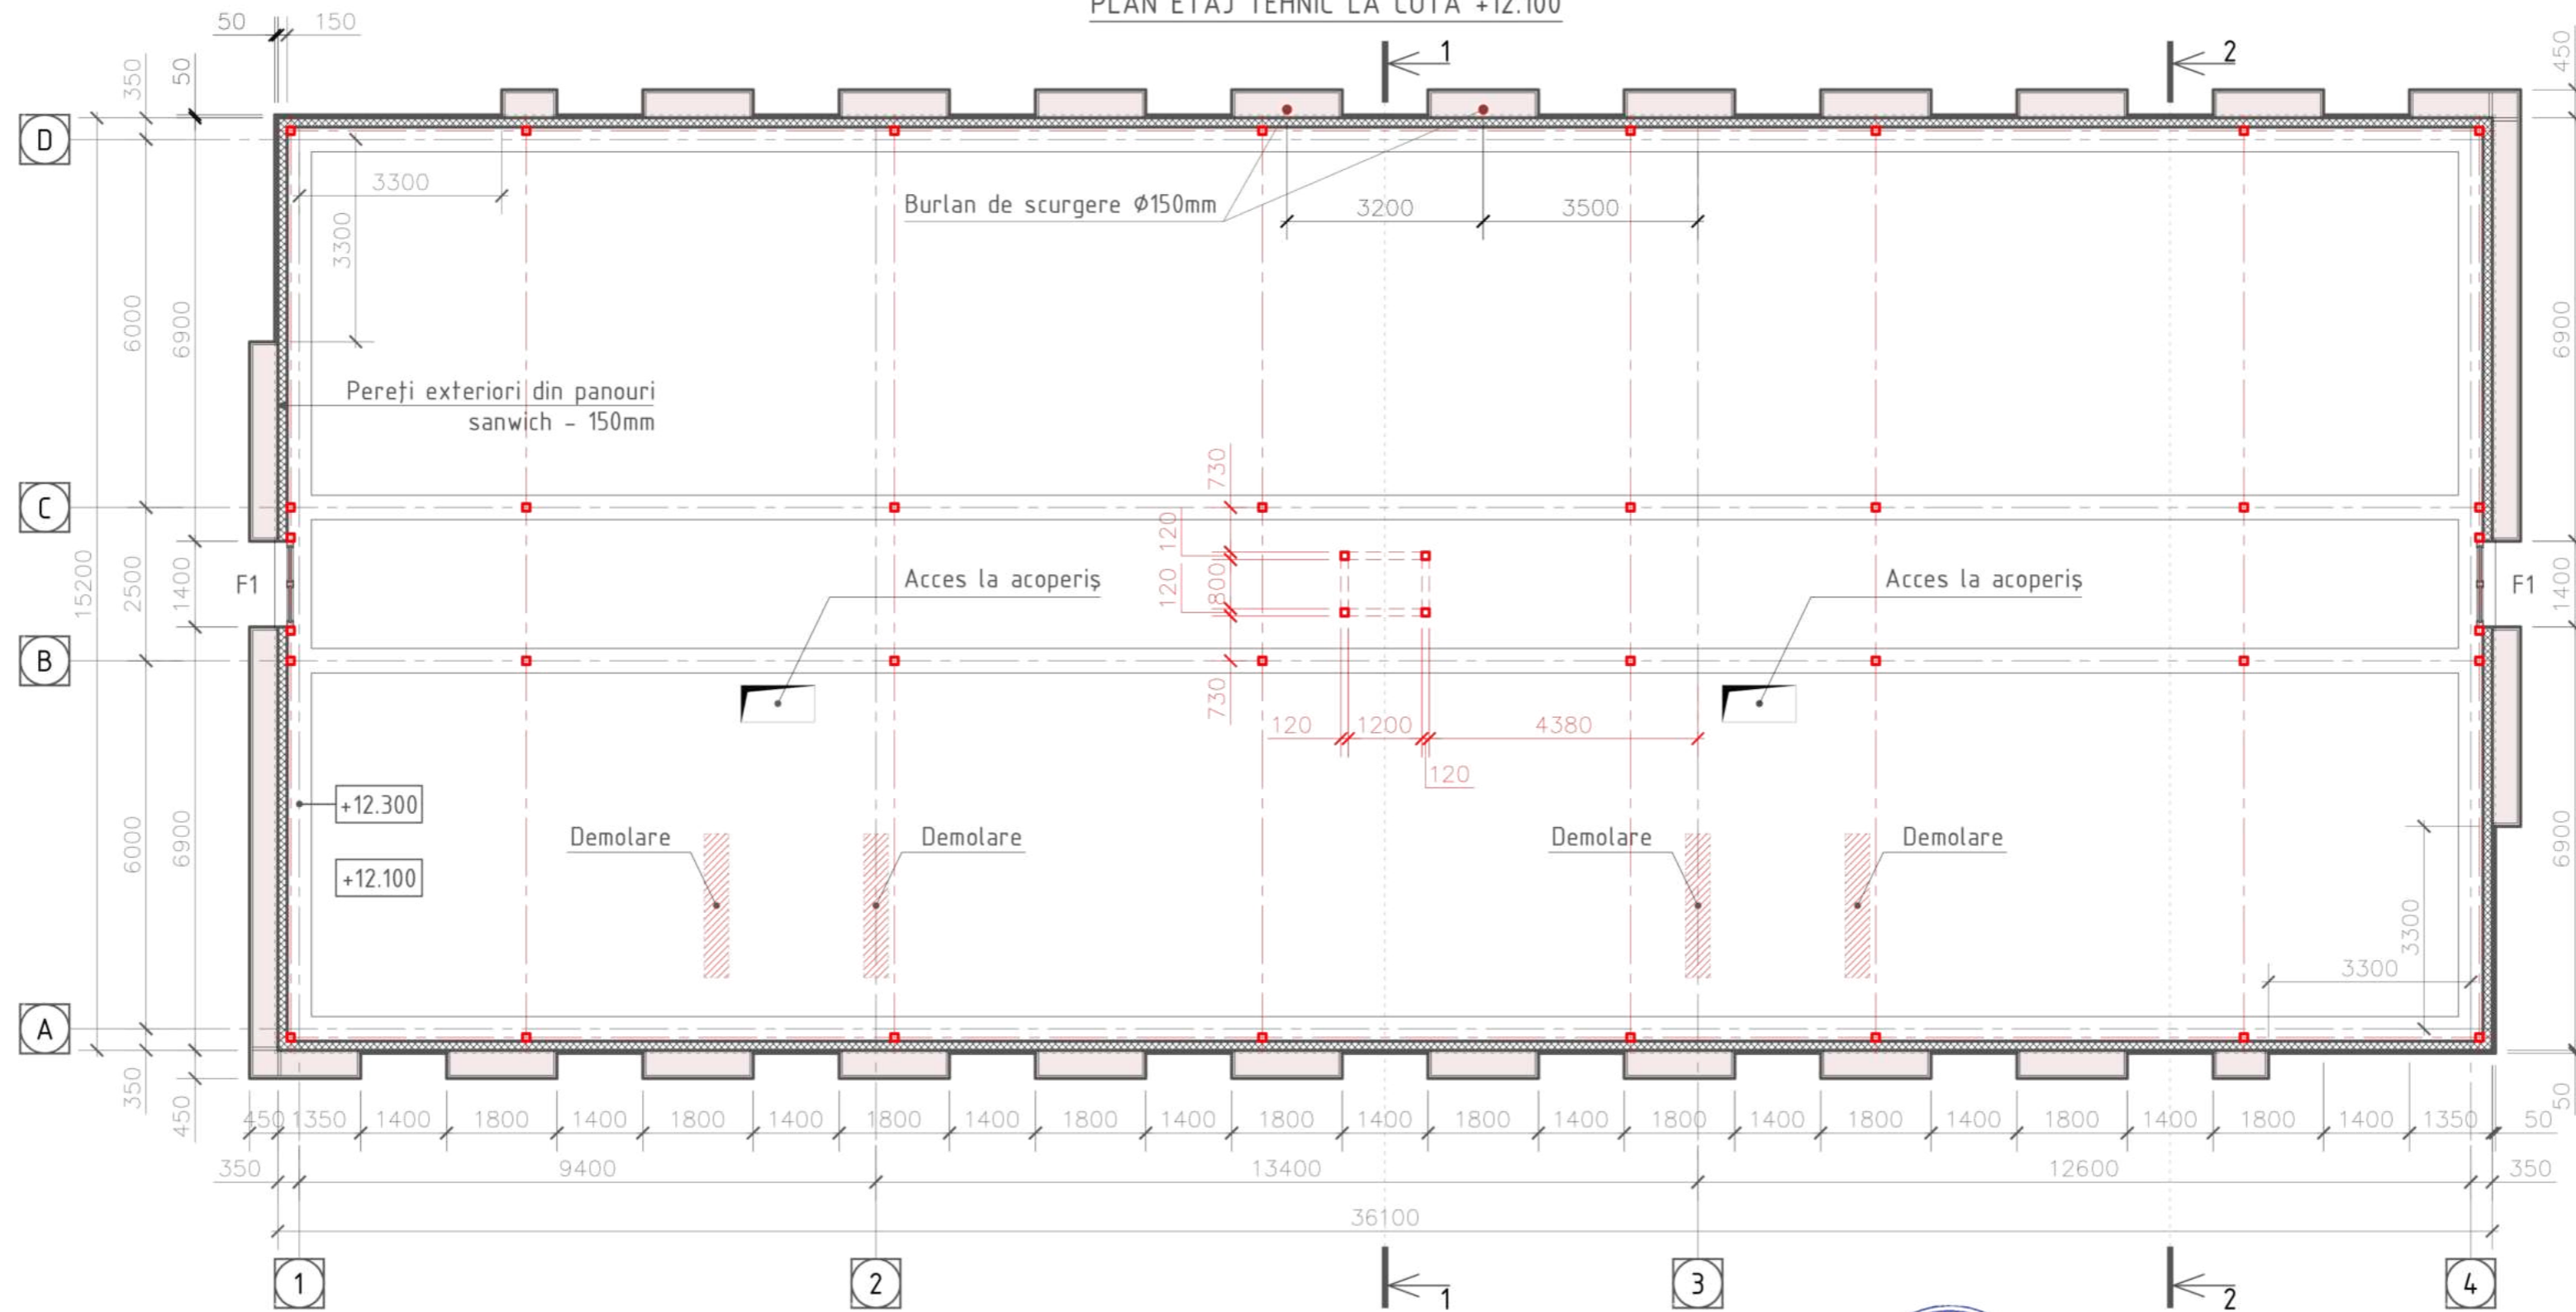 PLAN ETAJ TEHNIC LA COTA +12.100
50 150
1 2
350 50 450
D
3300
Burlan de scurgere Ø150mm
3200 3500
3300
6000 6900 6900
Pereți exteriori din panouri
sanwich - 150mm
730
C
120
15200 2500 1400 1400
F1 F1
Acces la acoperiș Acces la acoperiș
120 800
B
730
120 1200 4380
120
+12.300
Demolare Demolare Demolare Demolare
+12.100
6000 6900 6900
3300
3300
A
350 450 50
450 1350 1400 1800 1400 1800 1400 1800 1400 1800 1400 1800 1400 1800 1400 1800 1400 1800 1400 1800 1400 1800 1400 1350 50
350 9400 13400 12600 350
36100
1 2 1 3 2 4